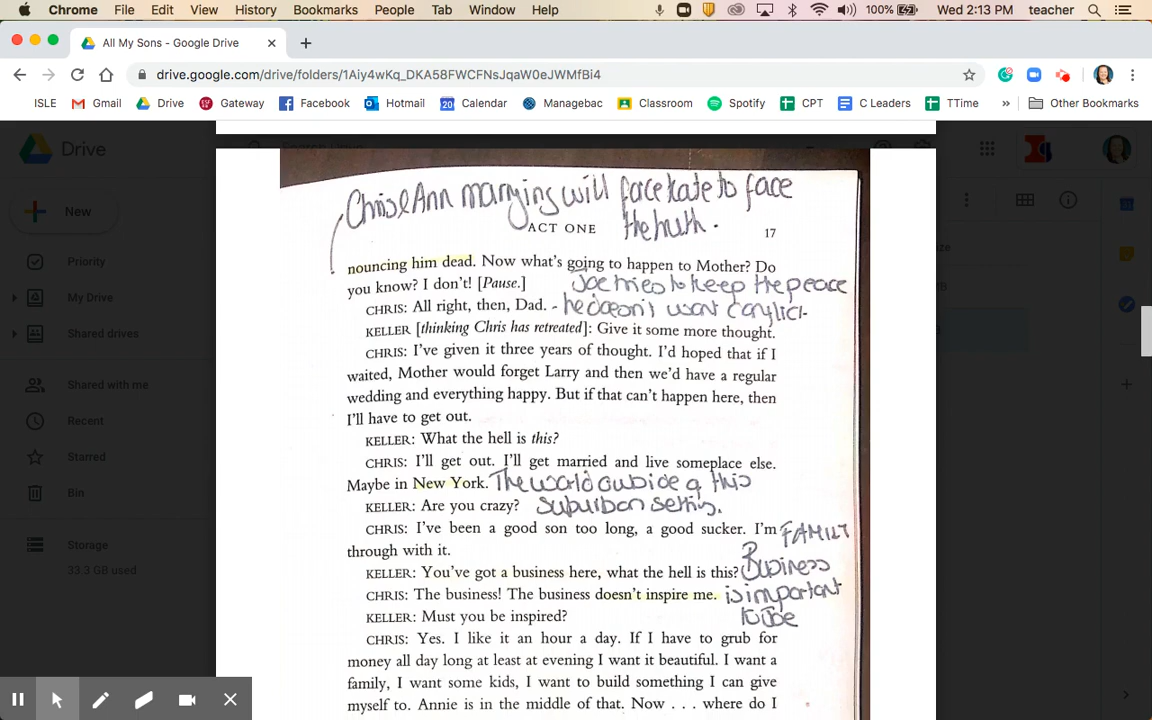 Chrome File Edit View History Bookmarks People Tab Window Help 100% Wed 2:13 PM teacher
All My Sons - Google Drive
drive.google.com/drive/folders/1Aiy4wKq_DKA58FWCFNsJqaW0eJWMfBi4
ISLE Gmail Drive Gateway Facebook Hotmail Calendar Managebac Classroom Spotify CPT C Leaders TTime » Other Bookmarks
Drive
New
Priority
My Drive
Shared drives
Shared with me
Recent
Starred
Bin
Storage
33.3 GB used
Chris & Ann marrying will force Kate to face
the truth.
ACT ONE
17
nouncing him dead. Now what's going to happen to Mother? Do
you know? I don't! [Pause.] Joe tries to keep the peace
CHRIS: All right, then, Dad. - he doesn't want conflict
KELLER [thinking Chris has retreated]: Give it some more thought.
CHRIS: I've given it three years of thought. I'd hoped that if I
waited, Mother would forget Larry and then we'd have a regular
wedding and everything happy. But if that can't happen here, then
I'll have to get out.
KELLER: What the hell is this?
CHRIS: I'll get out. I'll get married and live someplace else.
Maybe in New York. The world outside of this
KELLER: Are you crazy? suburban setting.
CHRIS: I've been a good son too long, a good sucker. I'm FAMILY
through with it.
KELLER: You've got a business here, what the hell is this? Business
CHRIS: The business! The business doesn't inspire me. is important
KELLER: Must you be inspired? to Joe
CHRIS: Yes. I like it an hour a day. If I have to grub for
money all day long at least at evening I want it beautiful. I want a
family, I want some kids, I want to build something I can give
myself to. Annie is in the middle of that. Now . . . where do I